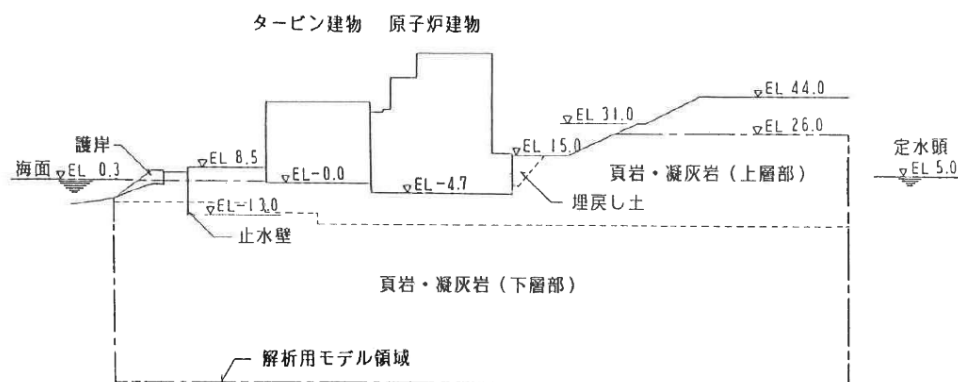 タービン建物 原子炉建物
EL 44.0
EL 31.0
護岸
EL 26.0
海面 EL 0.3
EL 8.5
EL 15.0
定水頭
EL-0.0
頁岩・凝灰岩(上層部)
EL 5.0
EL-4.7
埋戻し土
EL-13.0
止水壁
頁岩・凝灰岩(下層部)
解析用モデル領域